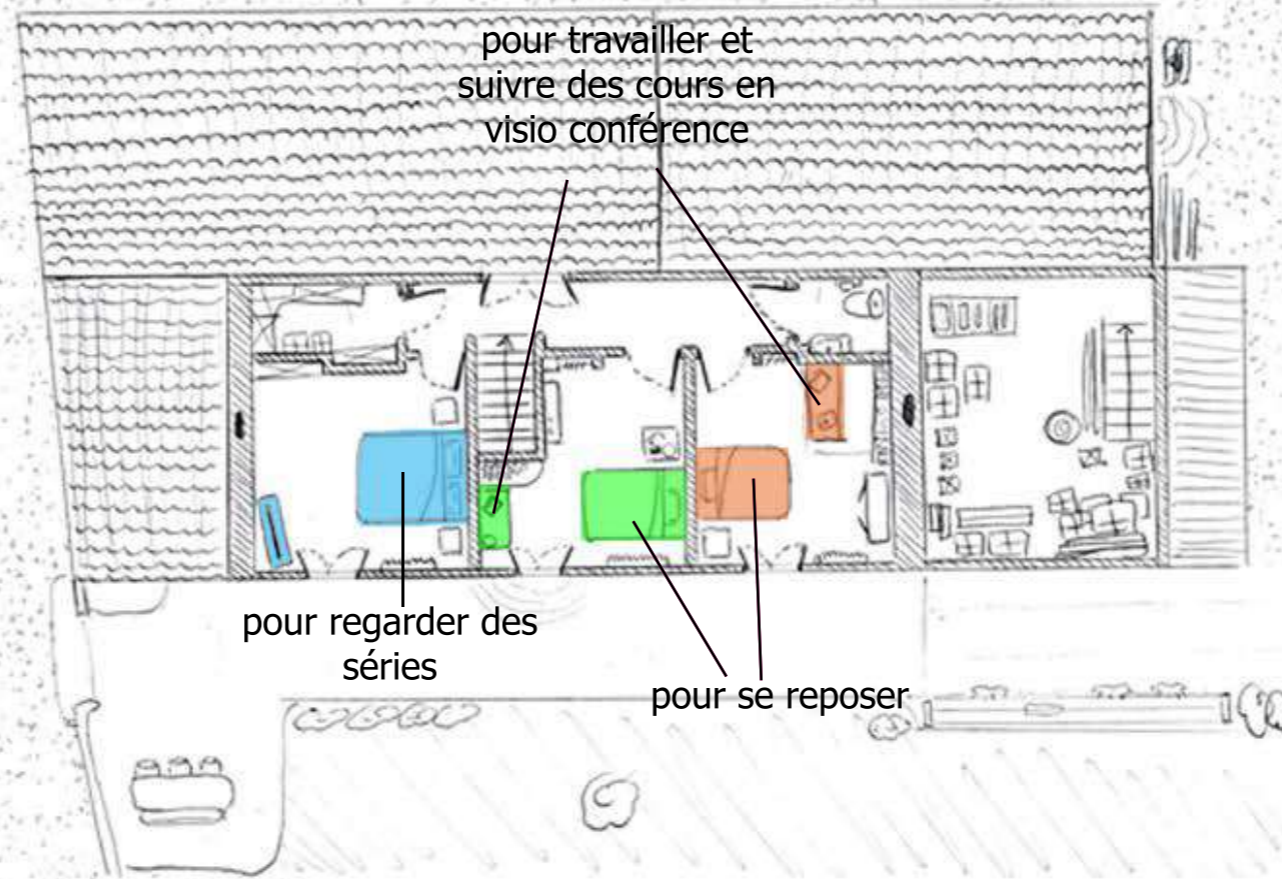 pour travailler et
suivre des cours en
visio conférence
pour regarder des
séries
pour se reposer